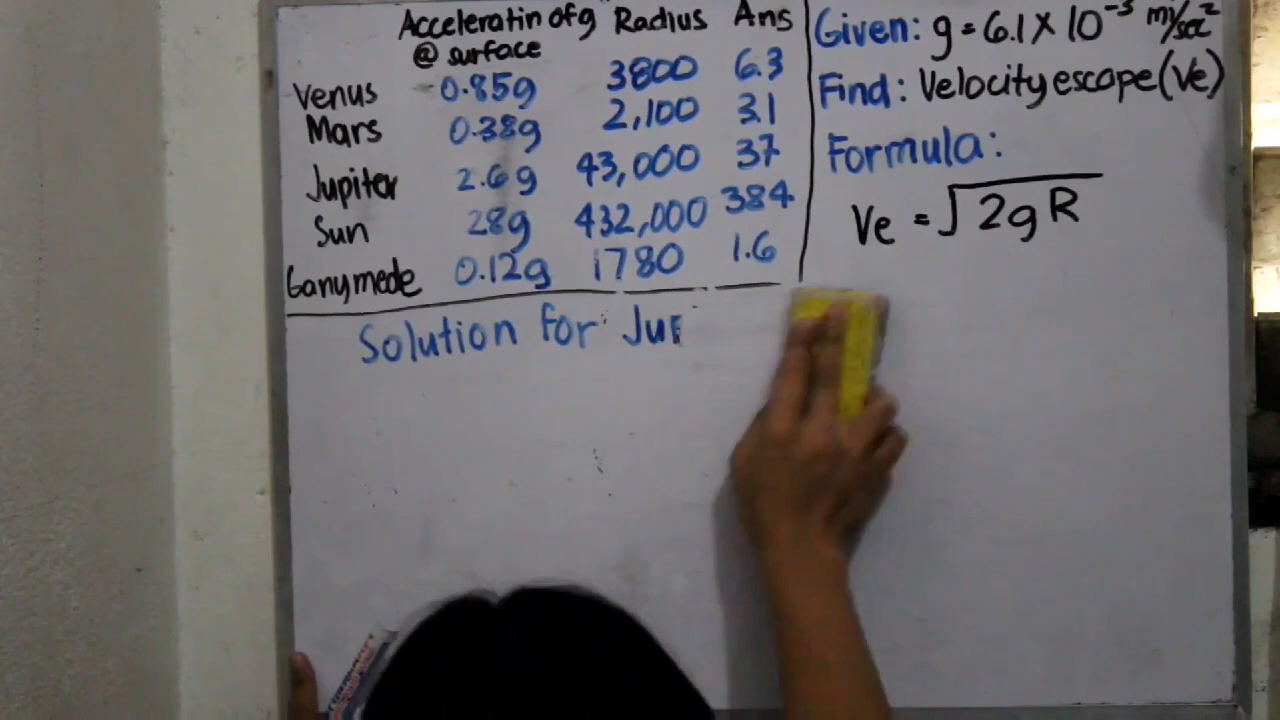 Acceleratin of g Radius Ans
@ surface
Venus 0.85g 3800 6.3
Mars 0.38g 2,100 3.1
Jupiter 2.6g 43,000 37
Sun 28g 432,000 384
Ganymede 0.12g 1780 1.6
Solution for Jup
Given: g = 6.1 x 10⁻³ mi/sec²
Find: Velocity escape (Ve)
Formula:
Ve = √2gR